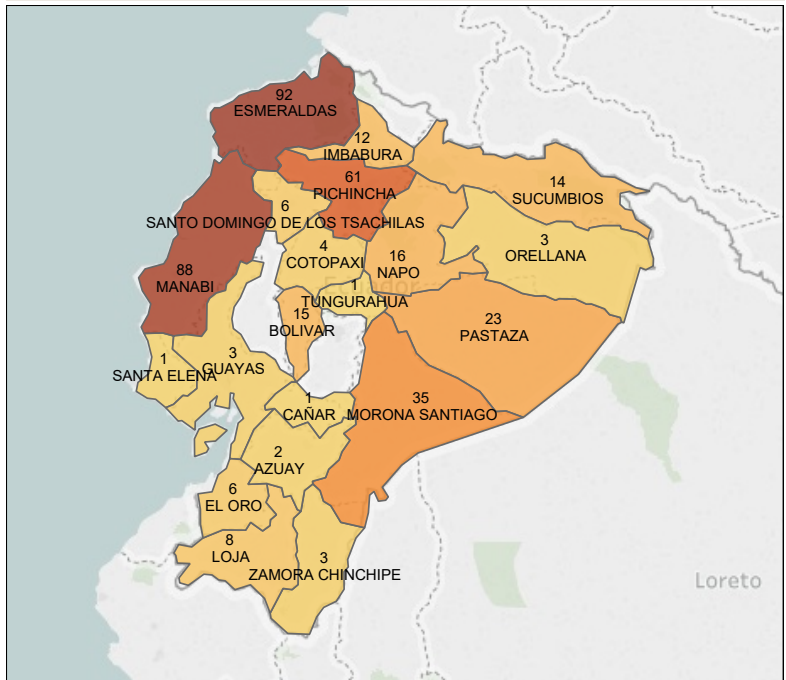 92
ESMERALDAS
12
IMBABURA
61
PICHINCHA
14
SUCUMBIOS
6
SANTO DOMINGO DE LOS TSACHILAS
3
ORELLANA
4
COTOPAXI
16
NAPO
88
MANABI
Ecuador
1
TUNGURAHUA
15
BOLIVAR
23
PASTAZA
1
SANTA ELENA
3
GUAYAS
1
CAÑAR
35
MORONA SANTIAGO
2
AZUAY
6
EL ORO
8
LOJA
3
ZAMORA CHINCHIPE
Loreto